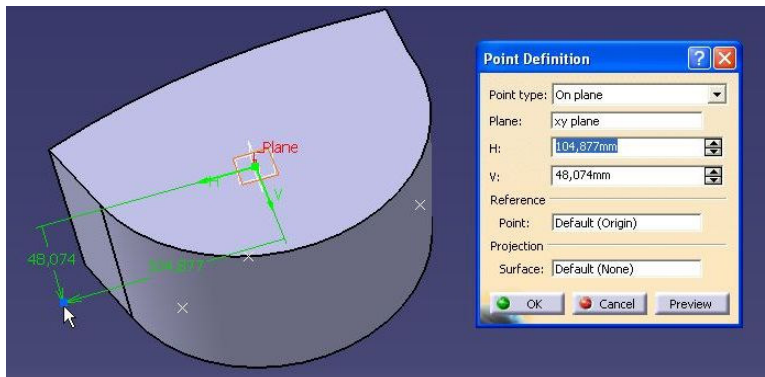 Plane
H
V
48,074
104,877
Point Definition
Point type: On plane
Plane: xy plane
H: 104,877mm
V: 48,074mm
Reference
Point: Default (Origin)
Projection
Surface: Default (None)
OK Cancel Preview